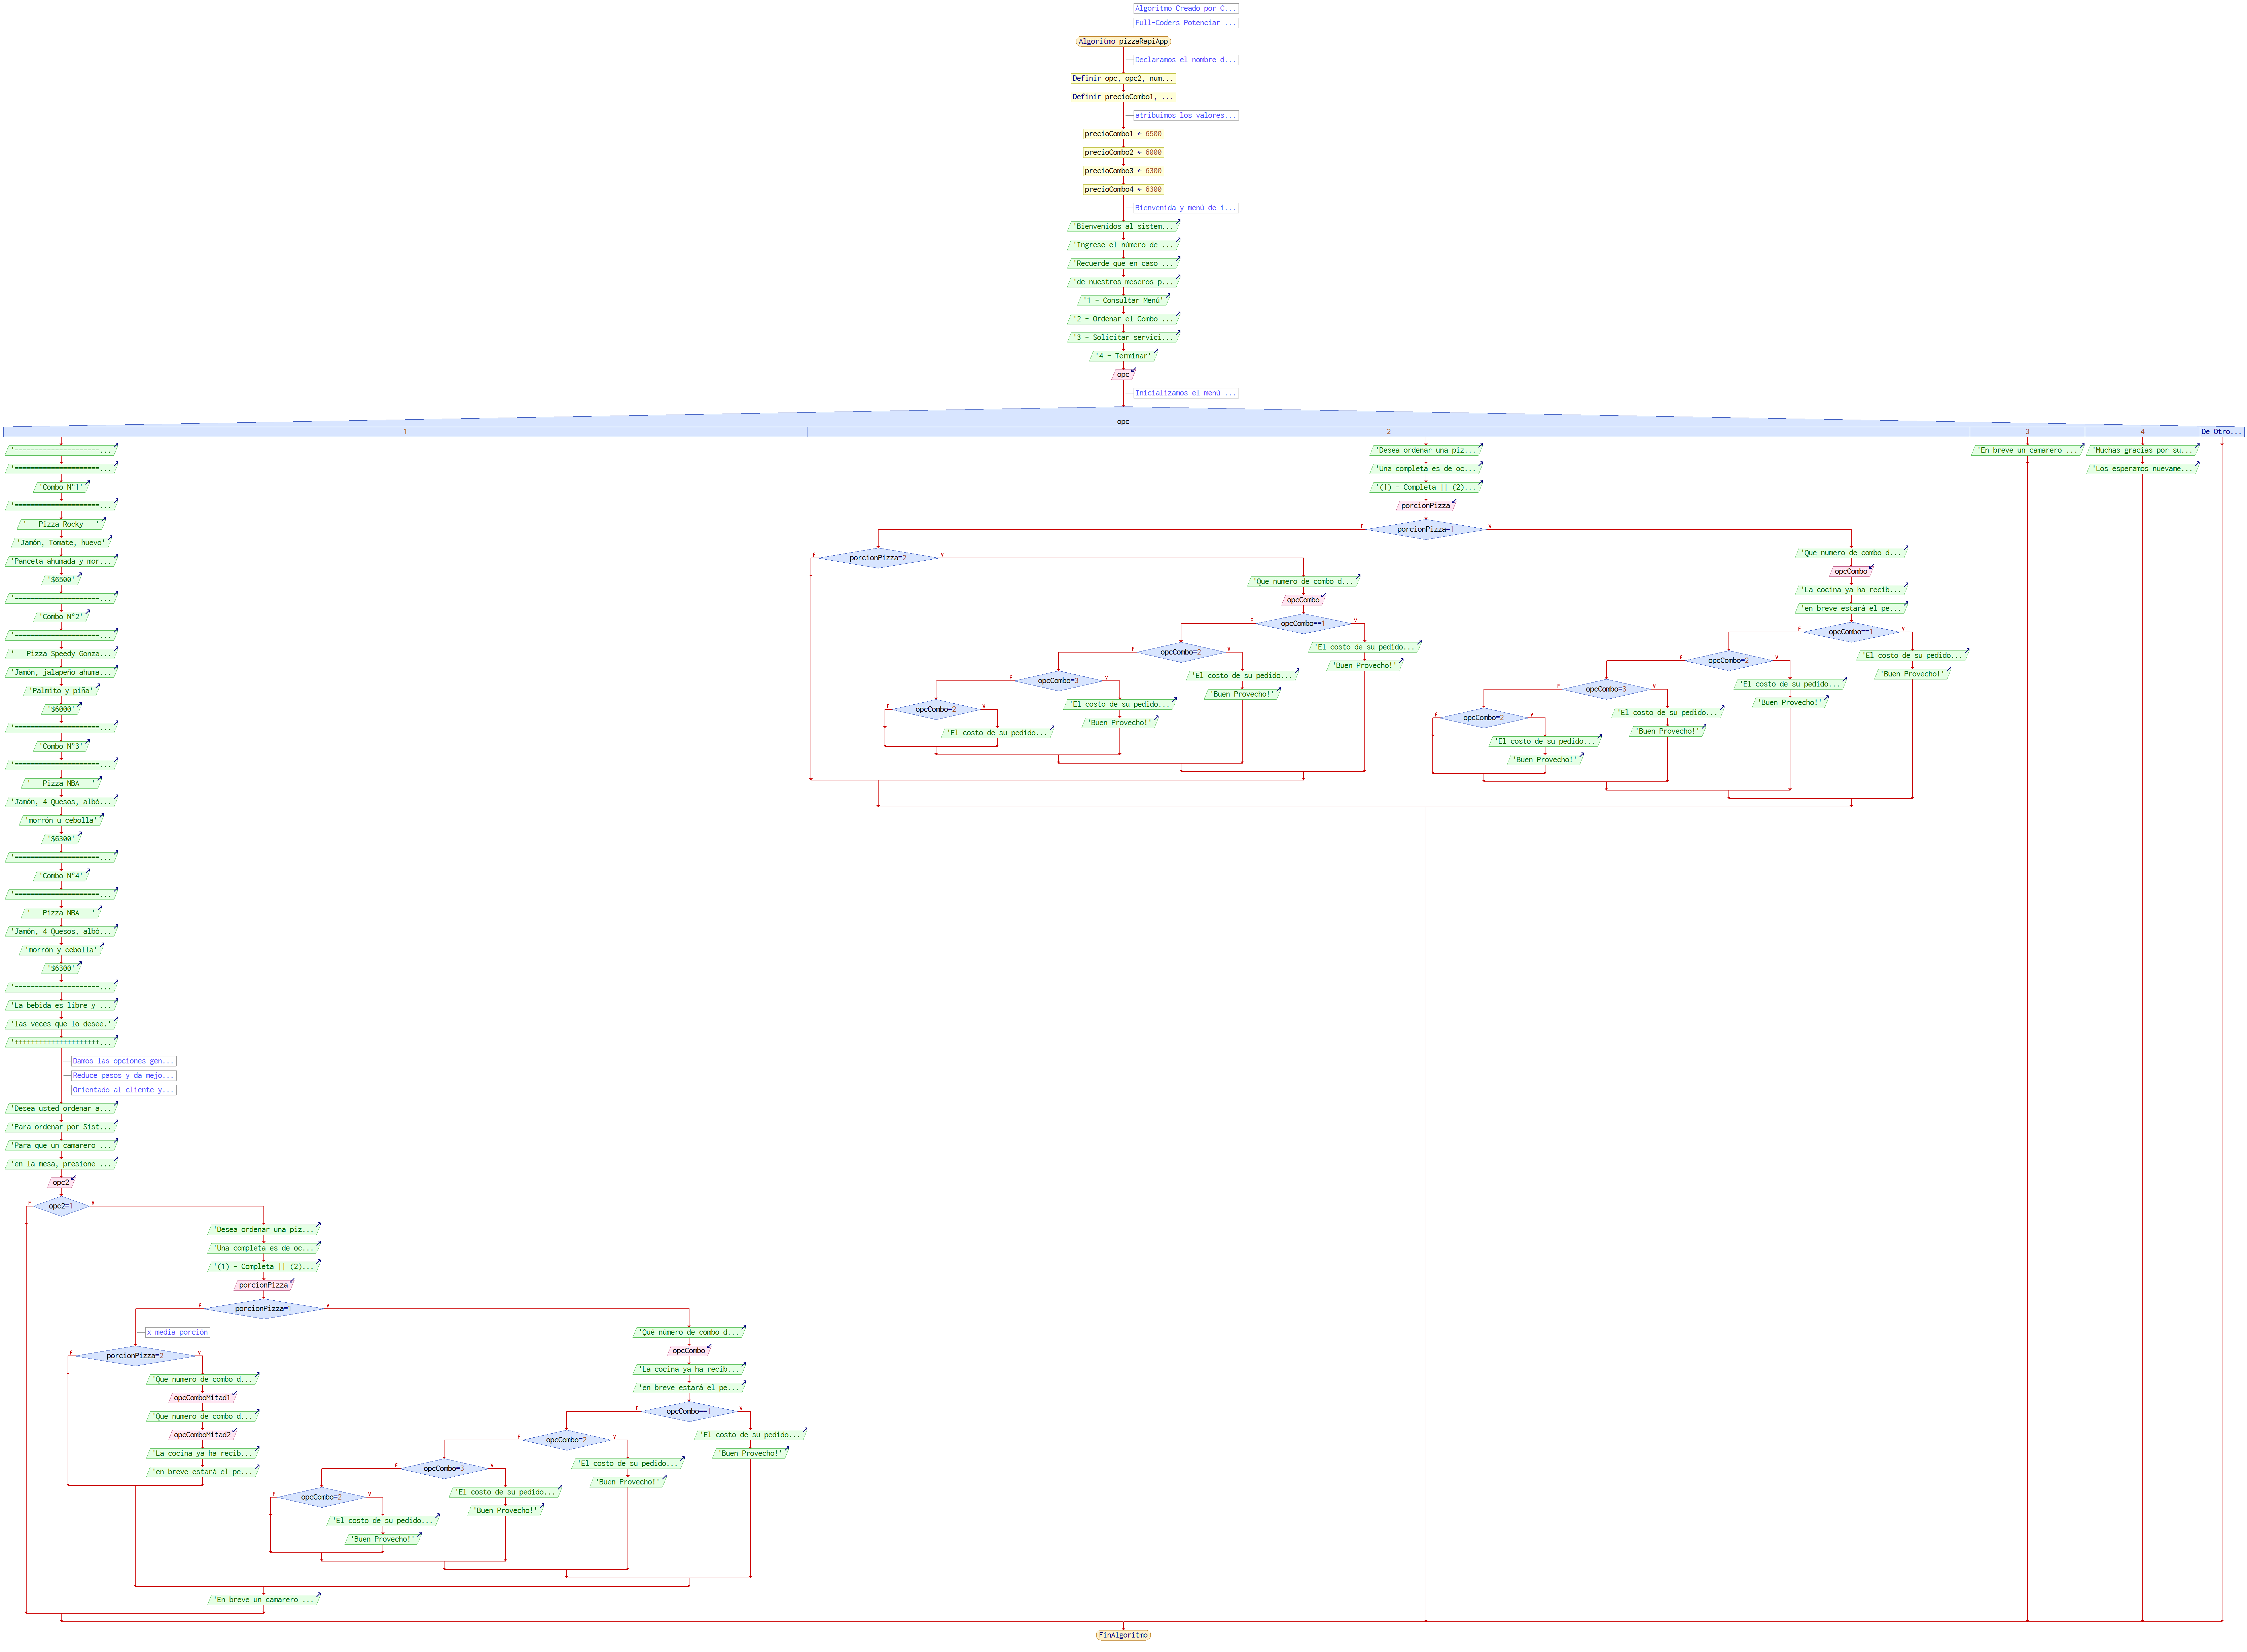 Algoritmo Creado por C...
Full-Coders Potenciar ...
Algoritmo pizzaRapiApp
Declaramos el nombre d...
Definir opc, opc2, num...
Definir precioCombo1, ...
atribuimos los valores...
precioCombo1 ← 6500
precioCombo2 ← 6000
precioCombo3 ← 6300
precioCombo4 ← 6300
Bienvenida y menú de i...
'Bienvenidos al sistem...
'Ingrese el número de ...
'Recuerde que en caso ...
'de nuestros meseros p...
'1 - Consultar Menú'
'2 - Ordenar el Combo ...
'3 - Solicitar servici...
'4 - Terminar'
opc
Inicializamos el menú ...
opc
1
2
3
4
De Otro...
'---------------------...
'=====================...
'Combo N°1'
'=====================...
'   Pizza Rocky   '
'Jamón, Tomate, huevo'
'Panceta ahumada y mor...
'$6500'
'=====================...
'Combo N°2'
'=====================...
'   Pizza Speedy Gonza...
'Jamón, jalapeño ahuma...
'Palmito y piña'
'$6000'
'=====================...
'Combo N°3'
'=====================...
'   Pizza NBA   '
'Jamón, 4 Quesos, albó...
'morrón u cebolla'
'$6300'
'=====================...
'Combo N°4'
'=====================...
'   Pizza NBA   '
'Jamón, 4 Quesos, albó...
'morrón y cebolla'
'$6300'
'---------------------...
'La bebida es libre y ...
'las veces que lo desee.'
'+++++++++++++++++++++...
Damos las opciones gen...
Reduce pasos y da mejo...
Orientado al cliente y...
'Desea usted ordenar a...
'Para ordenar por Sist...
'Para que un camarero ...
'en la mesa, presione ...
opc2
F
opc2=1
V
'Desea ordenar una piz...
'Una completa es de oc...
'(1) - Completa || (2)...
porcionPizza
F
porcionPizza=1
V
x media porción
F
porcionPizza=2
V
'Que numero de combo d...
opcComboMitad1
'Que numero de combo d...
opcComboMitad2
'La cocina ya ha recib...
'en breve estará el pe...
'Qué número de combo d...
opcCombo
'La cocina ya ha recib...
'en breve estará el pe...
F
opcCombo==1
V
'El costo de su pedido...
'Buen Provecho!'
F
opcCombo=2
V
'El costo de su pedido...
'Buen Provecho!'
F
opcCombo=3
V
'El costo de su pedido...
'Buen Provecho!'
F
opcCombo=2
V
'El costo de su pedido...
'Buen Provecho!'
'En breve un camarero ...
'Desea ordenar una piz...
'Una completa es de oc...
'(1) - Completa || (2)...
porcionPizza
F
porcionPizza=1
V
F
porcionPizza=2
V
'Que numero de combo d...
opcCombo
F
opcCombo==1
V
'El costo de su pedido...
'Buen Provecho!'
F
opcCombo=2
V
'El costo de su pedido...
'Buen Provecho!'
F
opcCombo=3
V
'El costo de su pedido...
'Buen Provecho!'
F
opcCombo=2
V
'El costo de su pedido...
'Que numero de combo d...
opcCombo
'La cocina ya ha recib...
'en breve estará el pe...
F
opcCombo==1
V
'El costo de su pedido...
'Buen Provecho!'
F
opcCombo=2
V
'El costo de su pedido...
'Buen Provecho!'
F
opcCombo=3
V
'El costo de su pedido...
'Buen Provecho!'
F
opcCombo=2
V
'El costo de su pedido...
'Buen Provecho!'
'En breve un camarero ...
'Muchas gracias por su...
'Los esperamos nuevame...
FinAlgoritmo